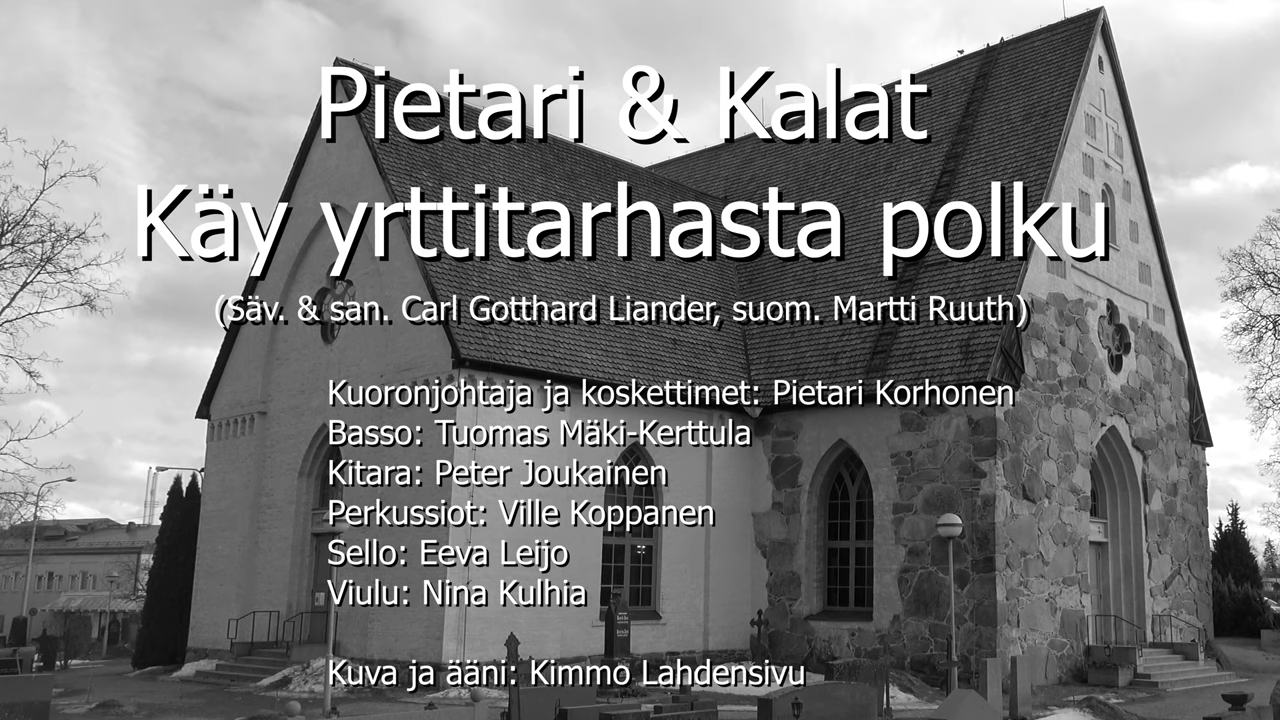 Pietari & Kalat
Käy yrttitarhasta polku
(Säv. & san. Carl Gotthard Liander, suom. Martti Ruuth)
Kuoronjohtaja ja koskettimet: Pietari Korhonen
Basso: Tuomas Mäki-Kerttula
Kitara: Peter Joukainen
Perkussiot: Ville Koppanen
Sello: Eeva Leijo
Viulu: Nina Kulhia
Kuva ja ääni: Kimmo Lahdensivu